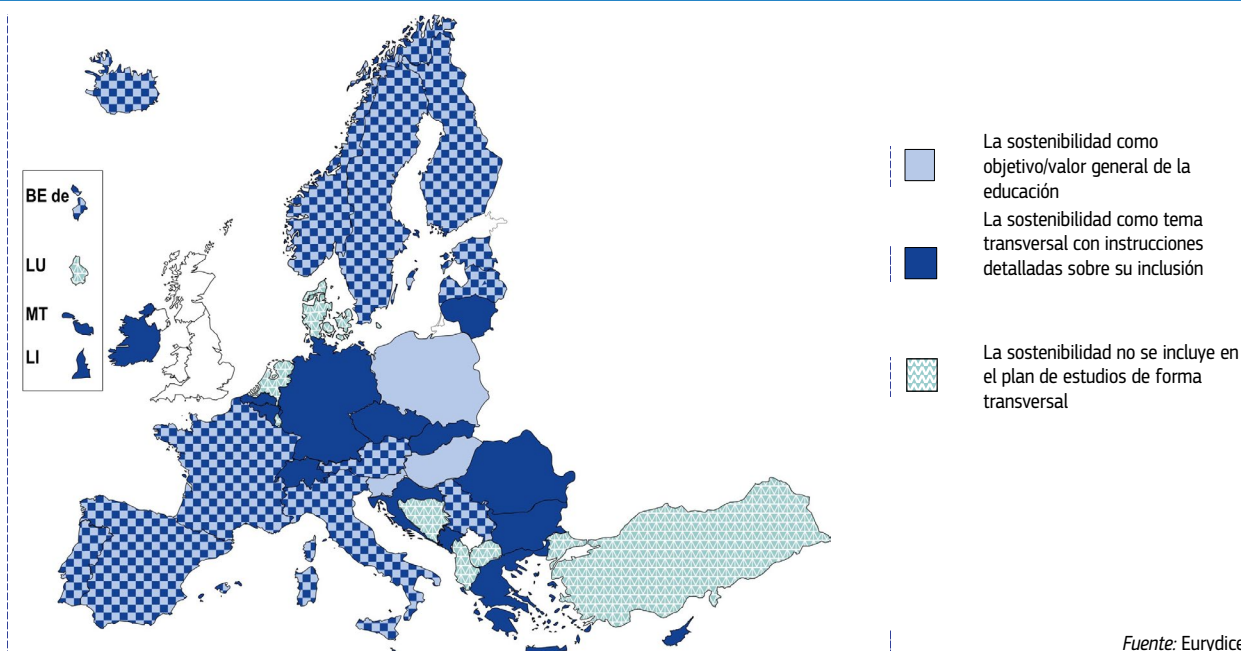 BE de
LU
MT
LI
La sostenibilidad como
objetivo/valor general de la
educación
La sostenibilidad como tema
transversal con instrucciones
detalladas sobre su inclusión
La sostenibilidad no se incluye en
el plan de estudios de forma
transversal
Fuente: Eurydice